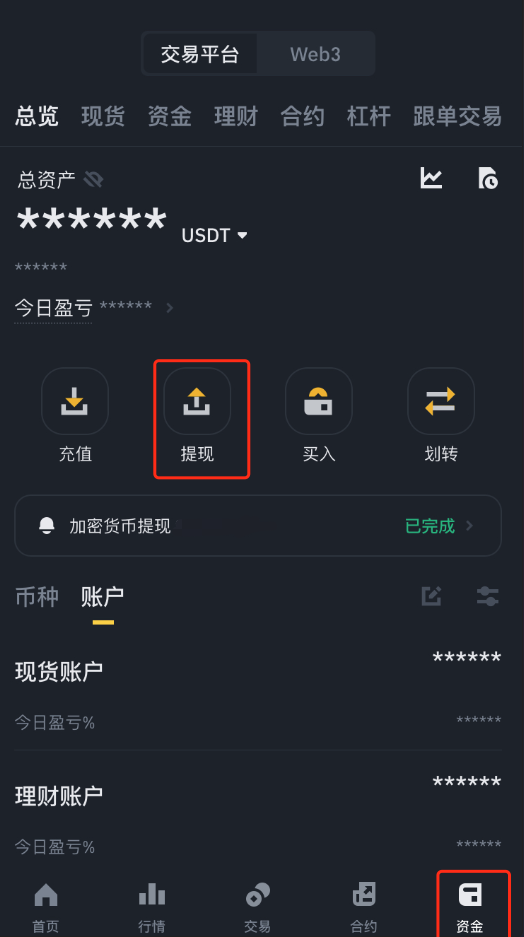 交易平台 Web3
总览 现货 资金 理财 合约 杠杆 跟单交易
总资产
****** USDT
******
今日盈亏 ******
充值 提现 买入 划转
加密货币提现 已完成
币种 账户
现货账户 ******
今日盈亏% ******
理财账户 ******
今日盈亏% ******
首页 行情 交易 合约 资金